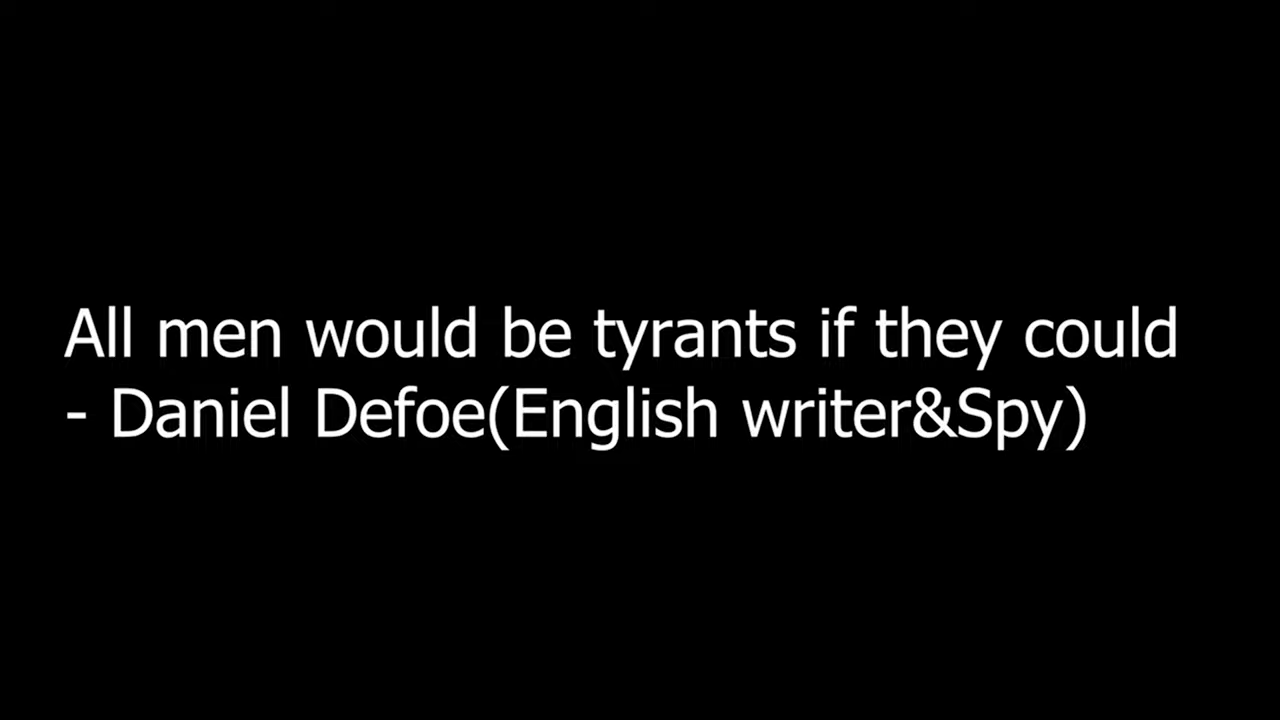 All men would be tyrants if they could
- Daniel Defoe(English writer&Spy)